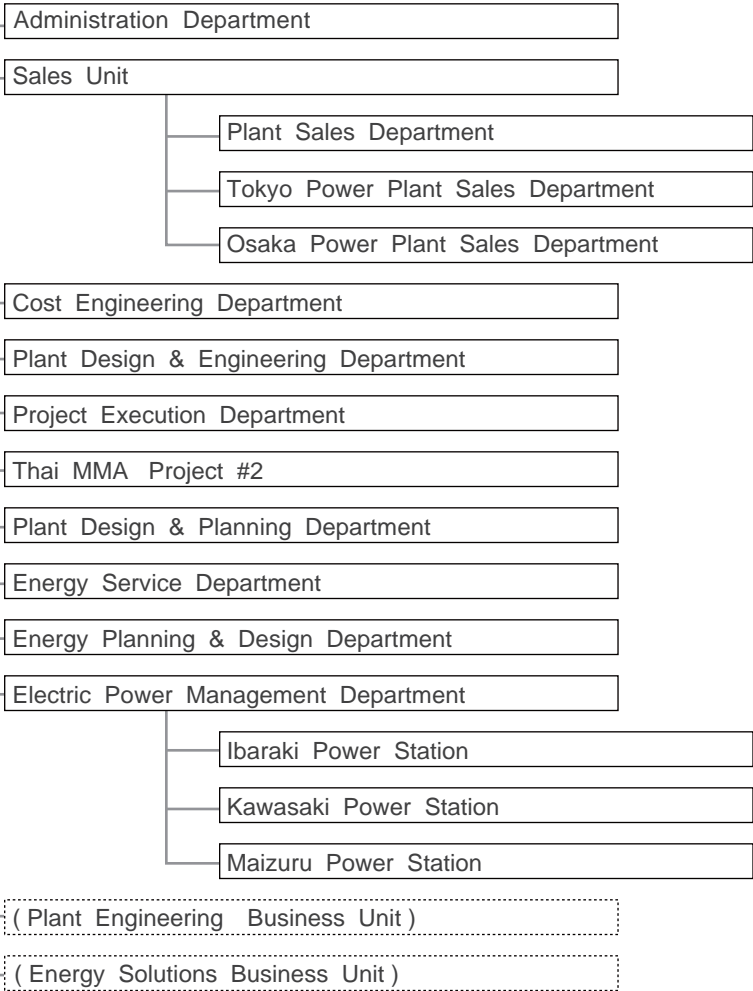 Administration Department
Sales Unit
Plant Sales Department
Tokyo Power Plant Sales Department
Osaka Power Plant Sales Department
Cost Engineering Department
Plant Design & Engineering Department
Project Execution Department
Thai MMA Project #2
Plant Design & Planning Department
Energy Service Department
Energy Planning & Design Department
Electric Power Management Department
Ibaraki Power Station
Kawasaki Power Station
Maizuru Power Station
( Plant Engineering Business Unit )
( Energy Solutions Business Unit )